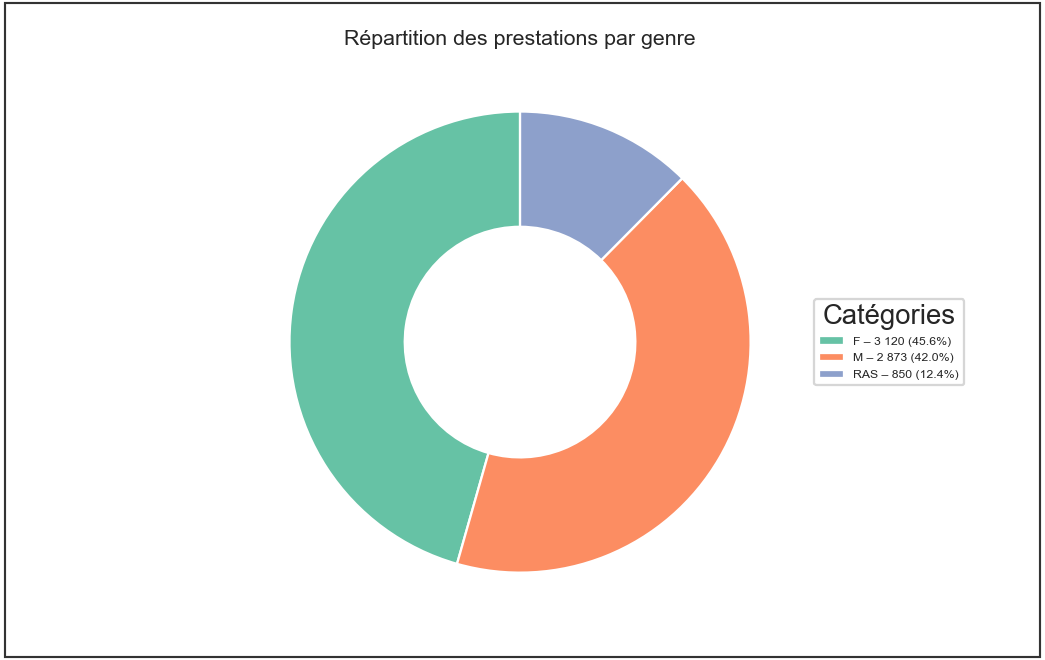 Répartition des prestations par genre
Catégories
F – 3 120 (45.6%)
M – 2 873 (42.0%)
RAS – 850 (12.4%)